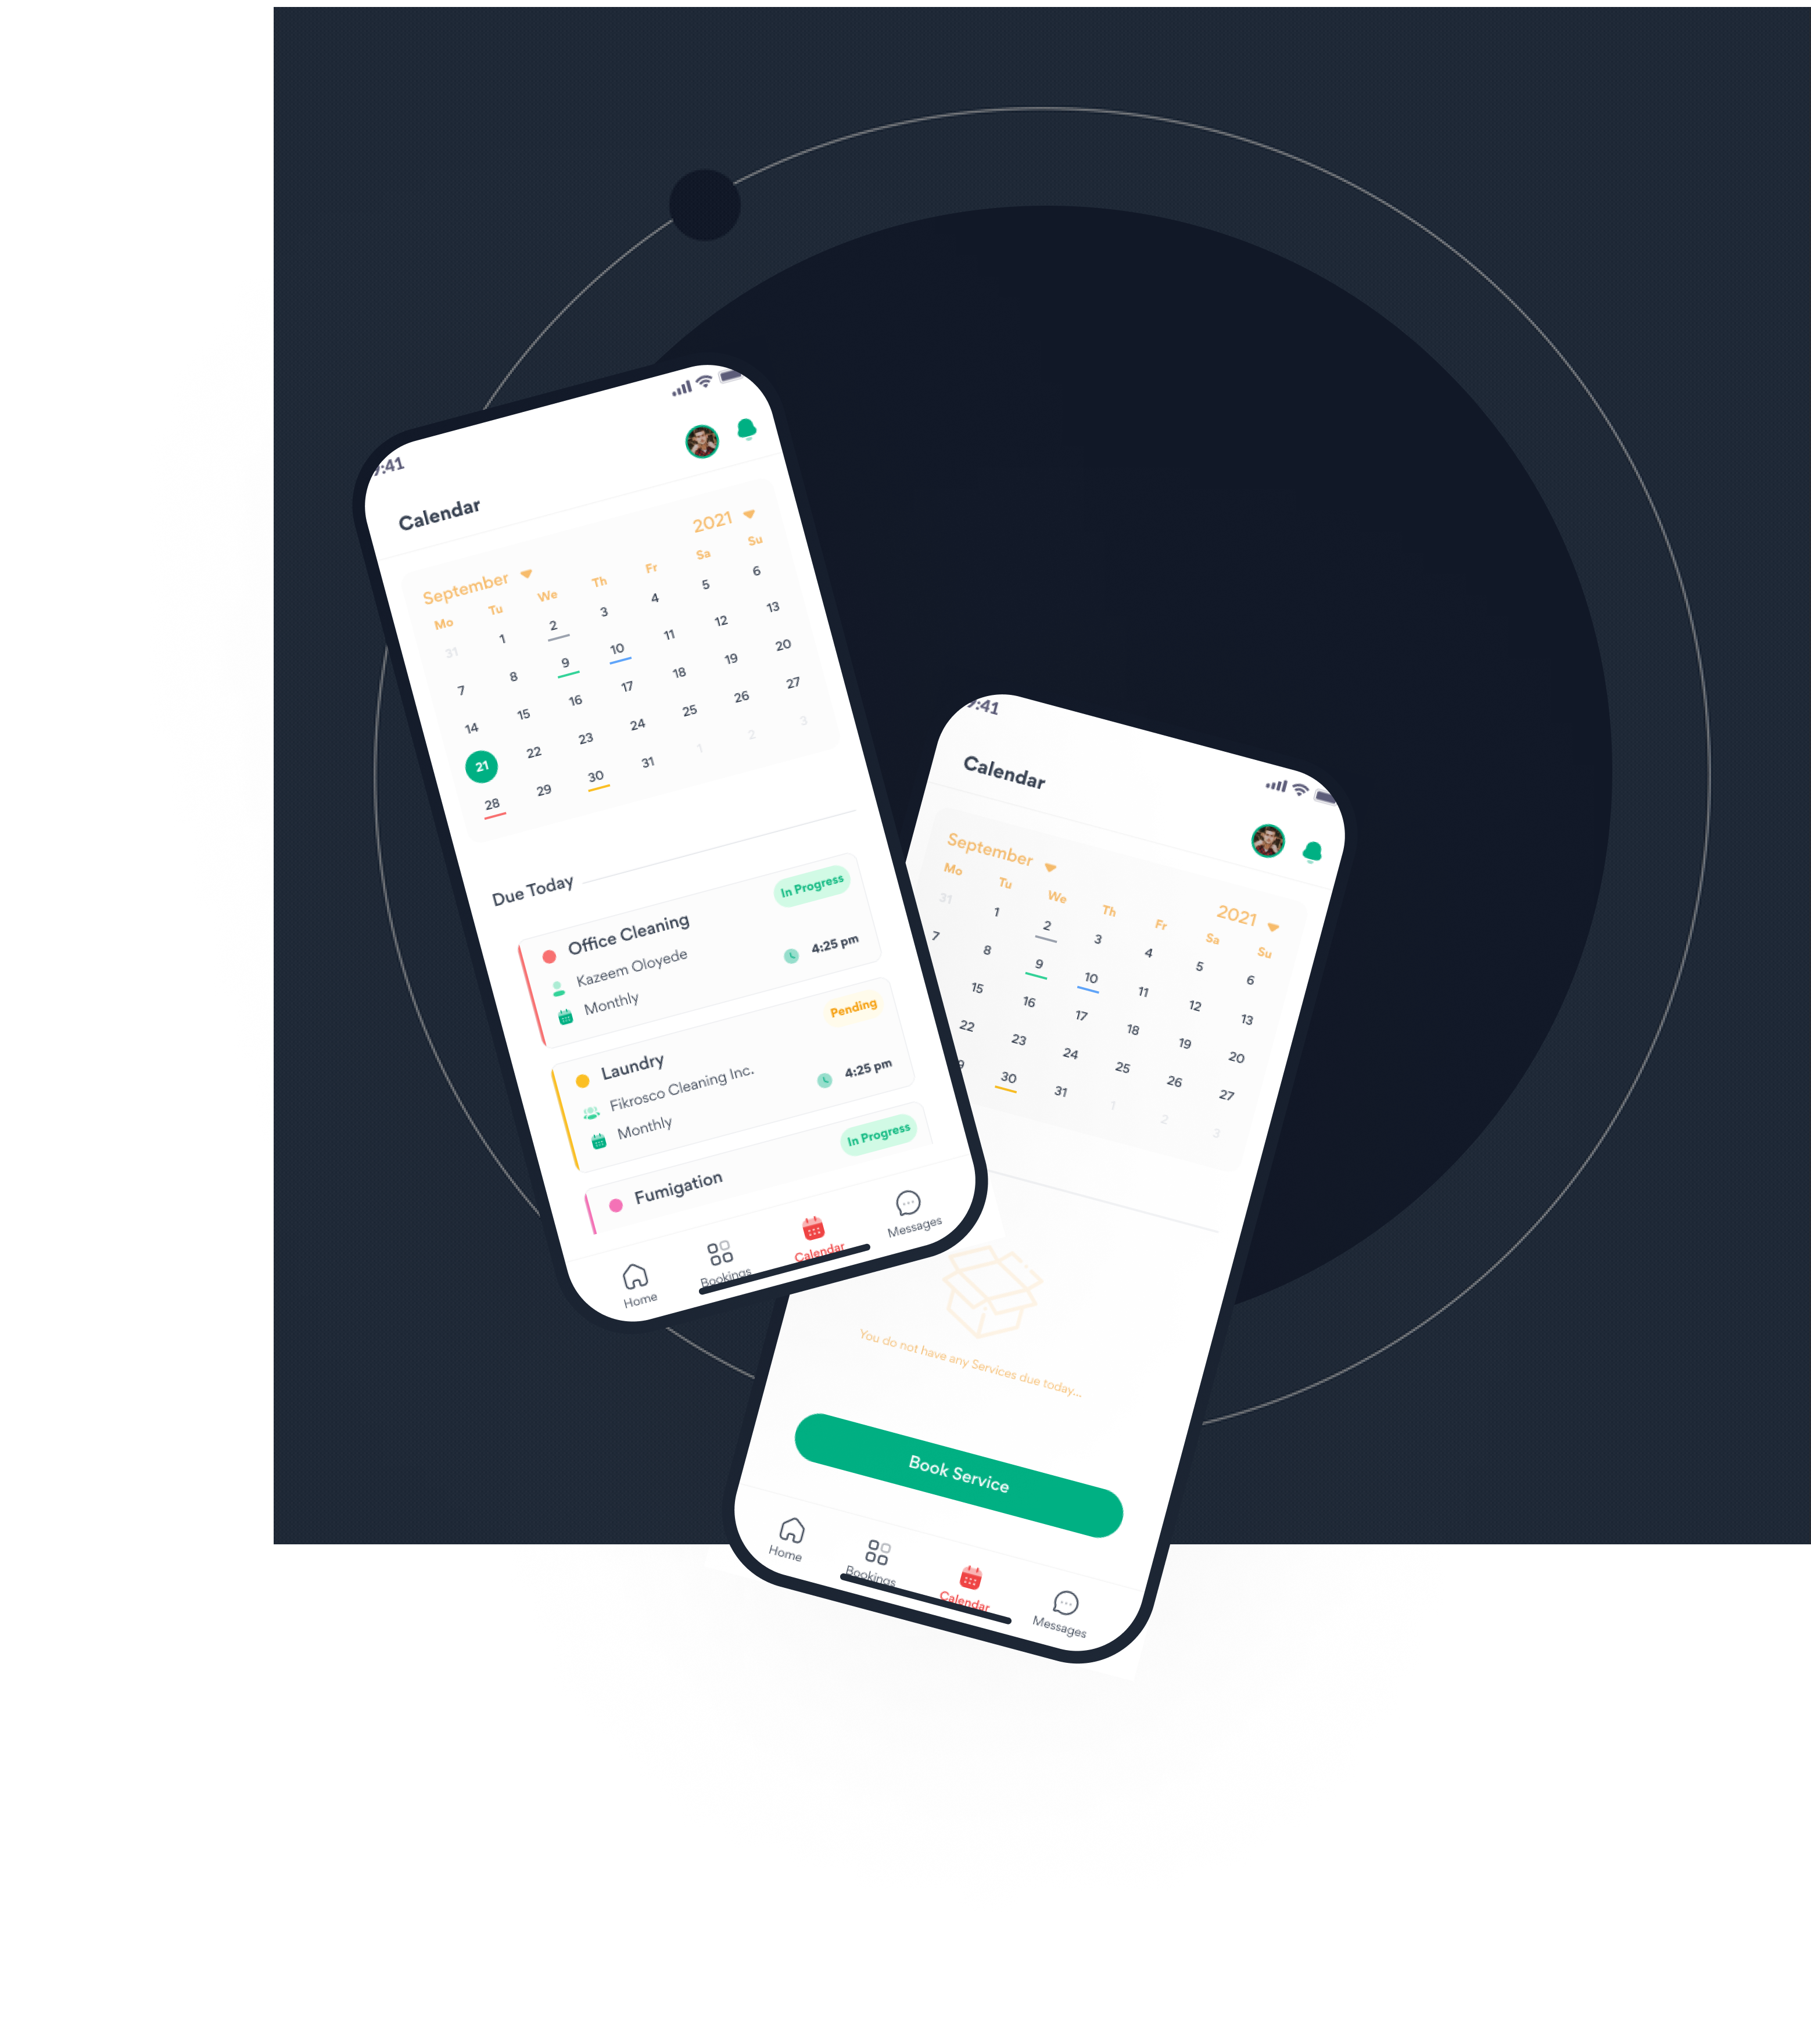 :41
Calendar
September
2021
Mo Tu We Th Fr Sa Su
31 1 2 3 4 5 6
7 8 9 10 11 12 13
14 15 16 17 18 19 20
21 22 23 24 25 26 27
28 29 30 31 1 2 3
Due Today
In Progress
Office Cleaning
Kazeem Oloyede
4:25 pm
Monthly
Pending
Laundry
Fikrosco Cleaning Inc.
4:25 pm
Monthly
In Progress
Fumigation
Home Bookings Calendar Messages
:41
Calendar
September
2021
Mo Tu We Th Fr Sa Su
31 1 2 3 4 5 6
7 8 9 10 11 12 13
15 16 17 18 19 20
22 23 24 25 26 27
9 30 31 1 2 3
You do not have any Services due today...
Book Service
Home Bookings Calendar Messages